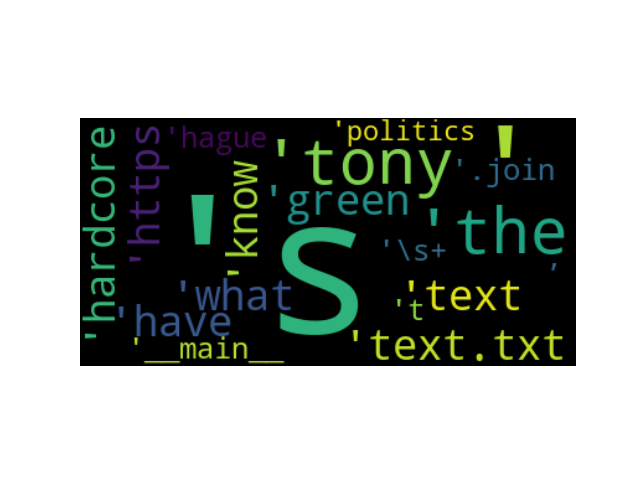 'hardcore
'https
'hague
'politics
'
'tony
'.join
'know
'green
's
'the
'\s+
'
'what
'text
't
'have
'__main__
'text.txt